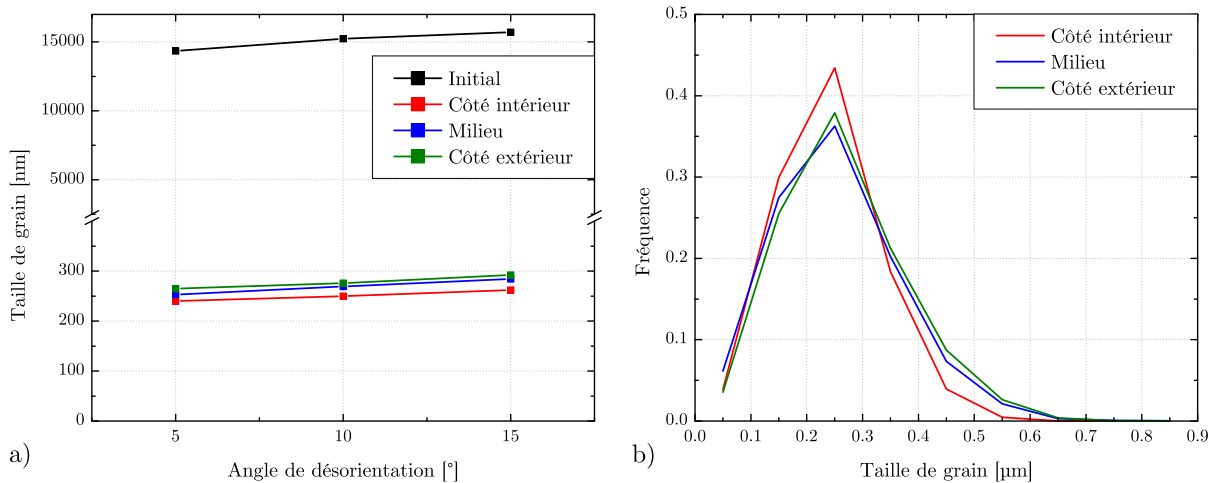 15000
10000
5000
300
200
100
0
Taille de grain [nm]
5
10
15
Angle de désorientation [°]
Initial
Côté intérieur
Milieu
Côté extérieur
a)
0.5
0.4
0.3
0.2
0.1
0.0
Fréquence
0.0
0.1
0.2
0.3
0.4
0.5
0.6
0.7
0.8
0.9
Taille de grain [µm]
Côté intérieur
Milieu
Côté extérieur
b)